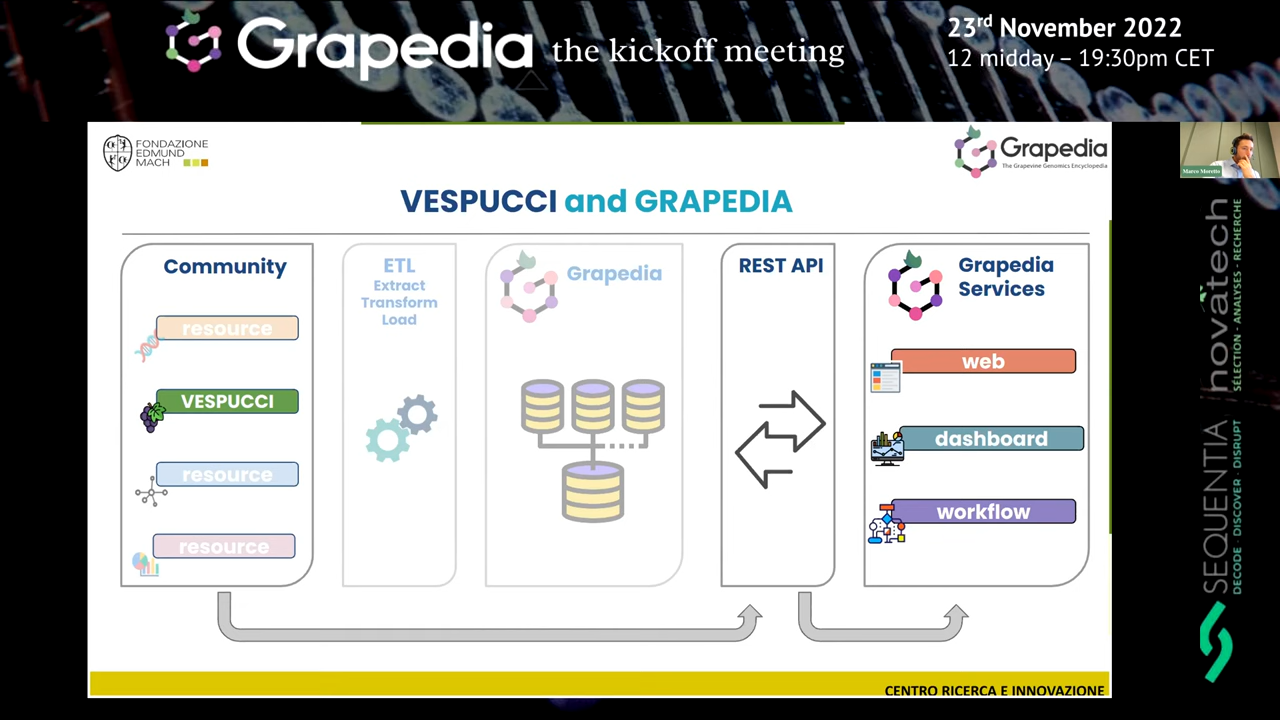 Grapedia the kickoff meeting
23rd November 2022
12 midday – 19:30pm CET
FONDAZIONE
EDMUND
MACH
Grapedia
The Grapevine Genomics Encyclopedia
Marco Moretto
VESPUCCI and GRAPEDIA
Community
resource
VESPUCCI
resource
resource
ETL
Extract
Transform
Load
Grapedia
REST API
Grapedia
Services
web
dashboard
workflow
CENTRO RICERCA E INNOVAZIONE
novatech
SÉLECTION - ANALYSES - RECHERCHE
SEQUENTIA
DECODE · DISCOVER · DISRUPT